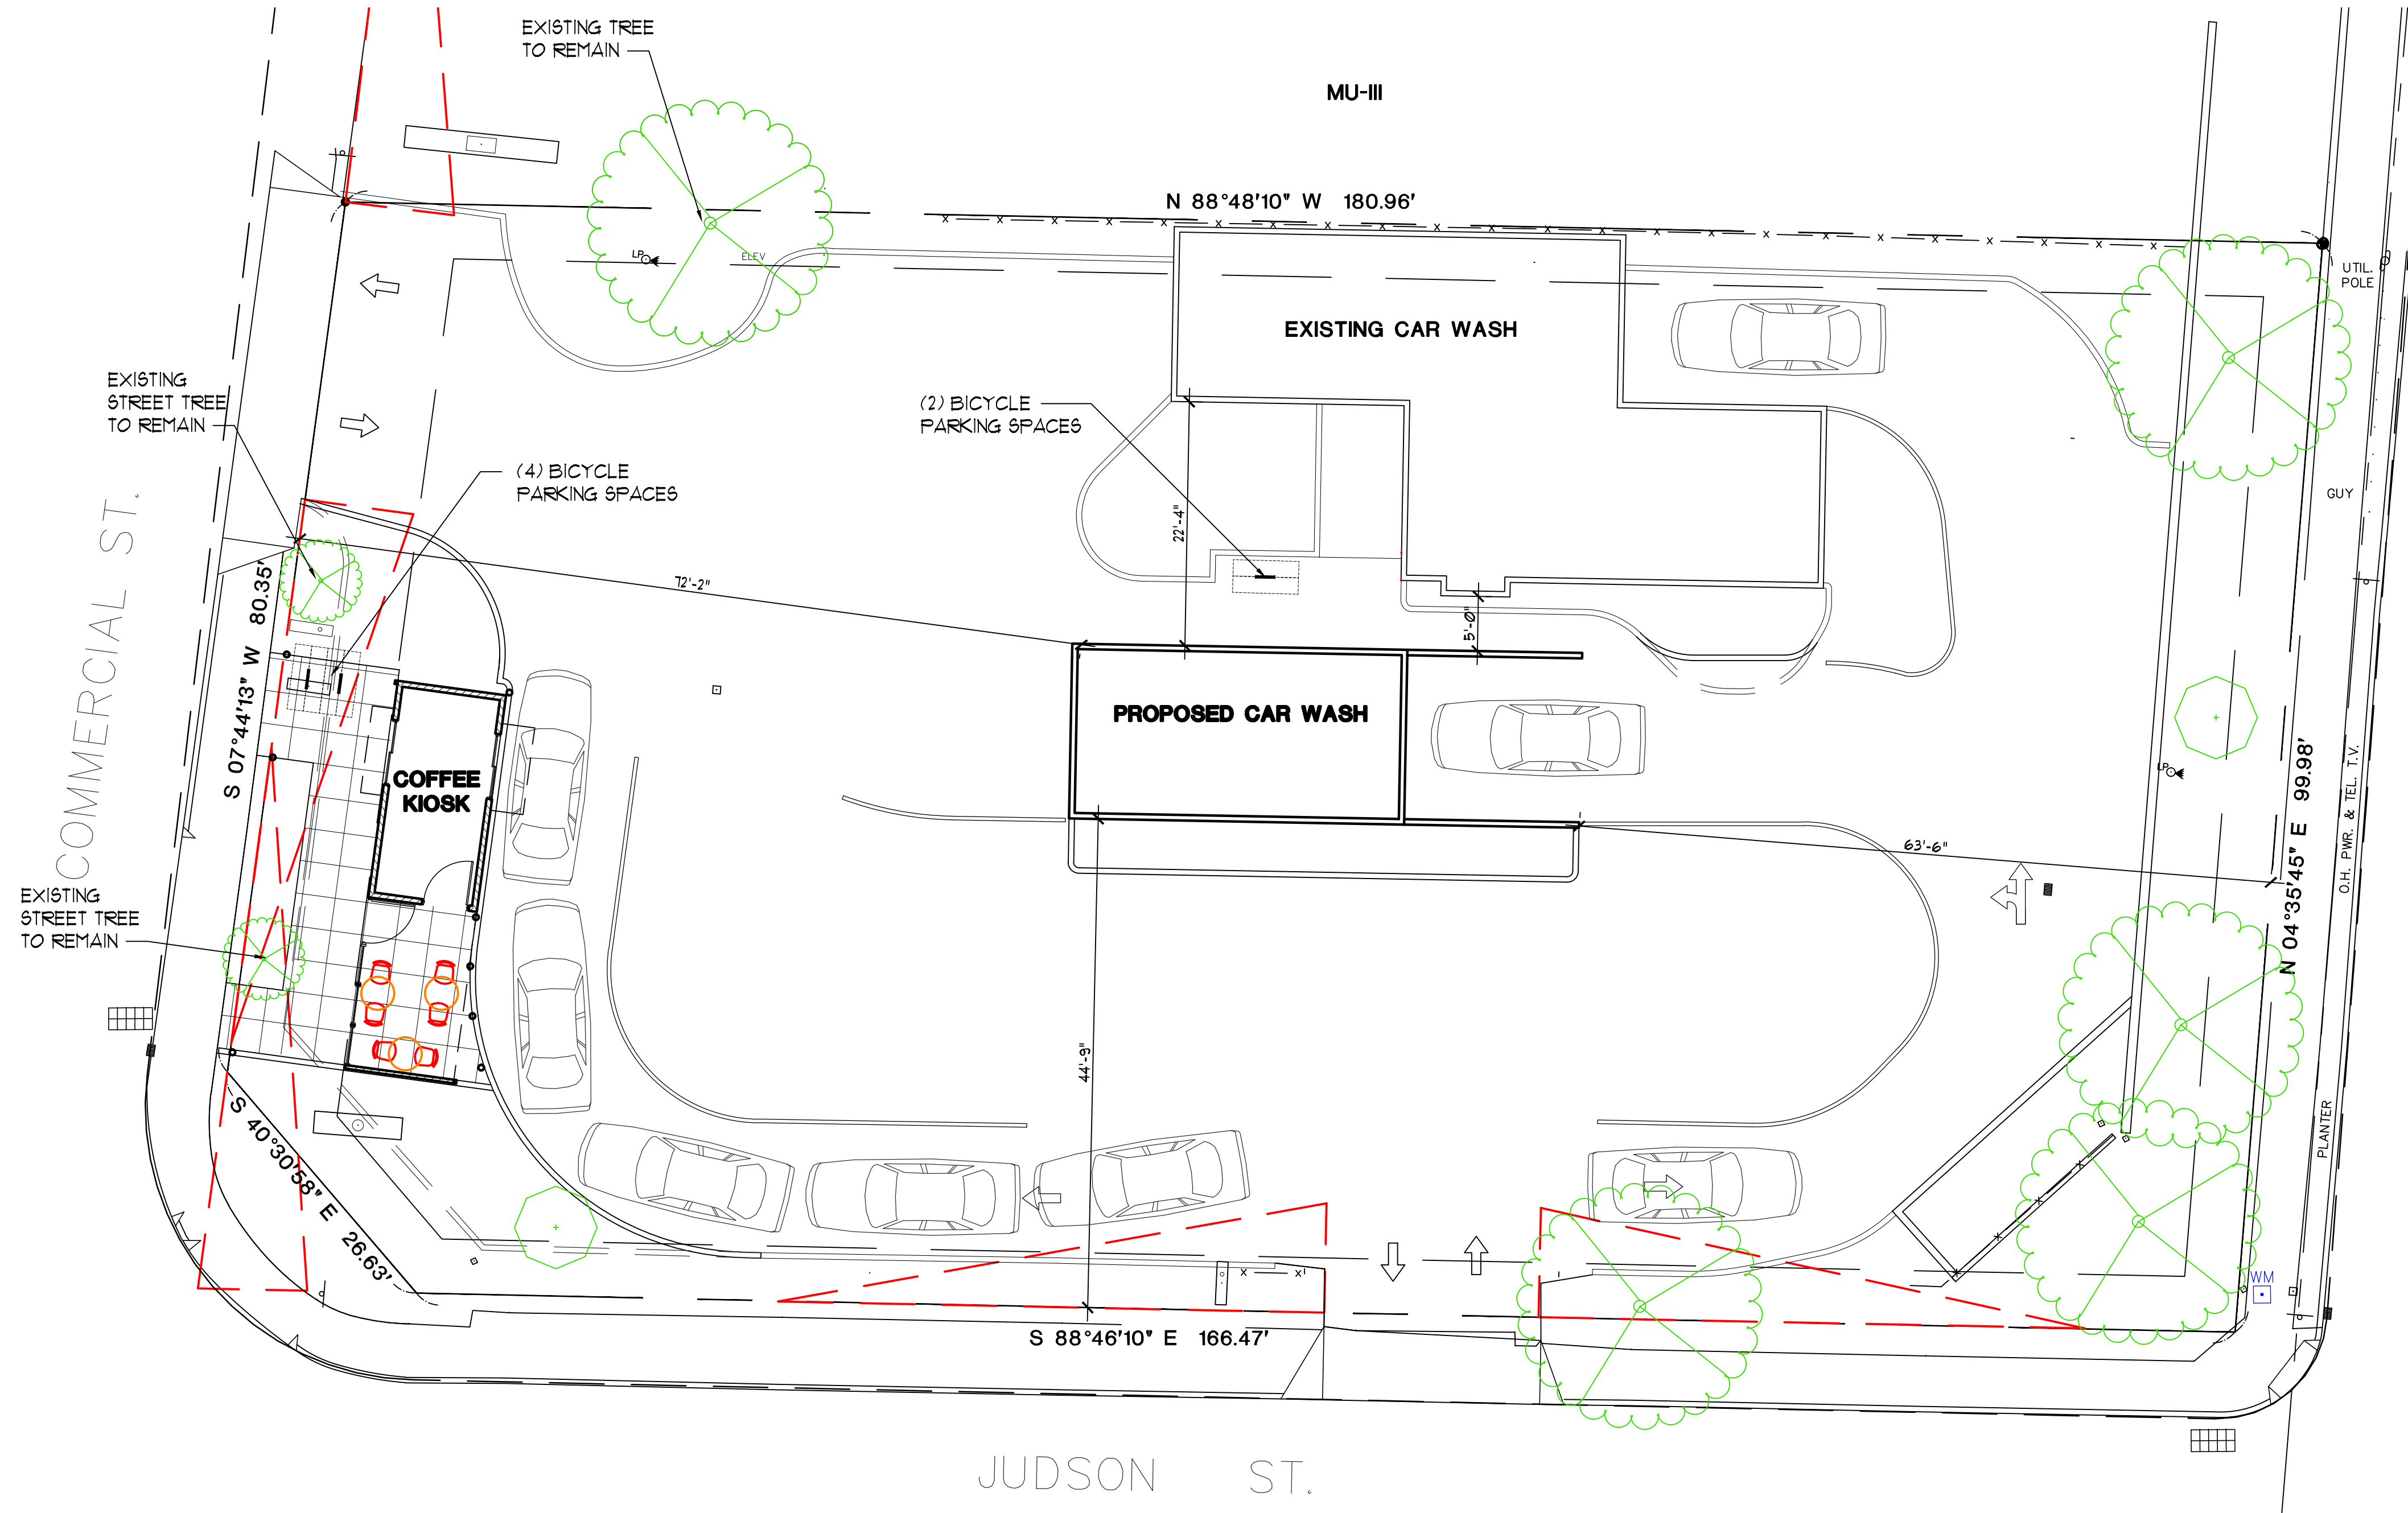 EXISTING TREE
TO REMAIN
MU-III
N 88°48'10" W 180.96'
LP
ELEV
UTIL.
POLE
EXISTING CAR WASH
EXISTING
STREET TREE
TO REMAIN
(2) BICYCLE
PARKING SPACES
(4) BICYCLE
PARKING SPACES
GUY
COMMERCIAL ST.
22'-4"
72'-2"
5'-0"
S 07°44'13" W 80.35'
PROPOSED CAR WASH
COFFEE
KIOSK
LP
N 04°35'45" E 99.98'
O.H. PWR. & TEL. T.V.
63'-6"
EXISTING
STREET TREE
TO REMAIN
44'-9"
PLANTER
S 40°30'58" E 26.63'
WM
S 88°46'10" E 166.47'
JUDSON ST.